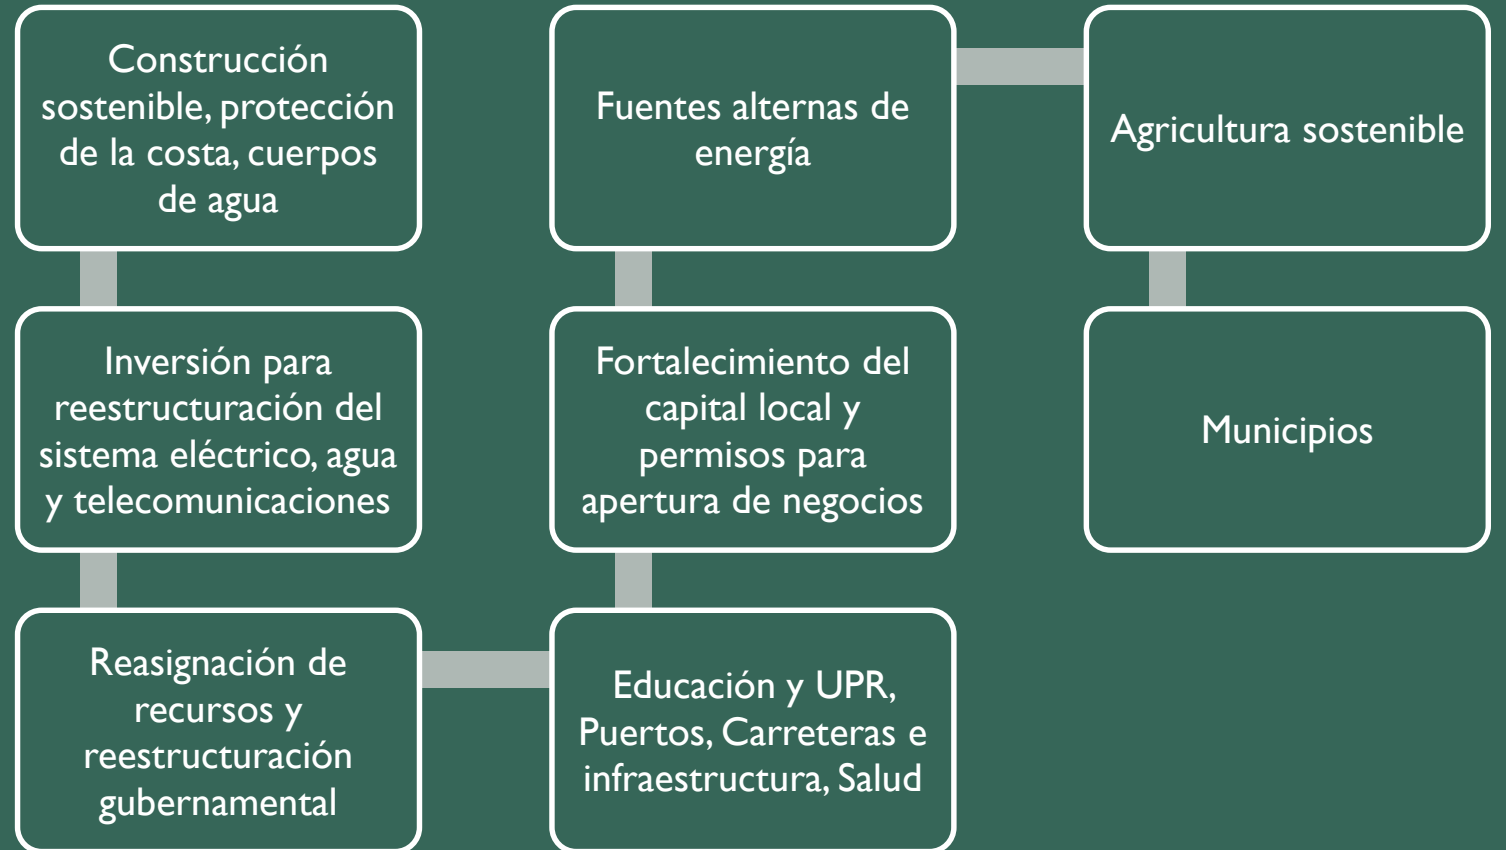 Construcción
sostenible, protección
de la costa, cuerpos
de agua
Inversión para
reestructuración del
sistema eléctrico, agua
y telecomunicaciones
Reasignación de
recursos y
reestructuración
gubernamental
Educación y UPR,
Puertos, Carreteras e
infraestructura, Salud
Fortalecimiento del
capital local y
permisos para
apertura de negocios
Fuentes alternas de
energía
Agricultura sostenible
Municipios